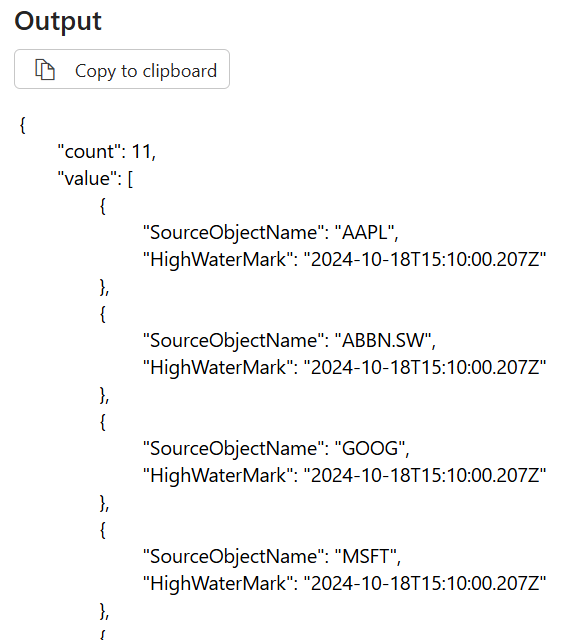 Output
Copy to clipboard
{
"count": 11,
"value": [
{
"SourceObjectName": "AAPL",
"HighWaterMark": "2024-10-18T15:10:00.207Z"
},
{
"SourceObjectName": "ABBN.SW",
"HighWaterMark": "2024-10-18T15:10:00.207Z"
},
{
"SourceObjectName": "GOOG",
"HighWaterMark": "2024-10-18T15:10:00.207Z"
},
{
"SourceObjectName": "MSFT",
"HighWaterMark": "2024-10-18T15:10:00.207Z"
},
{